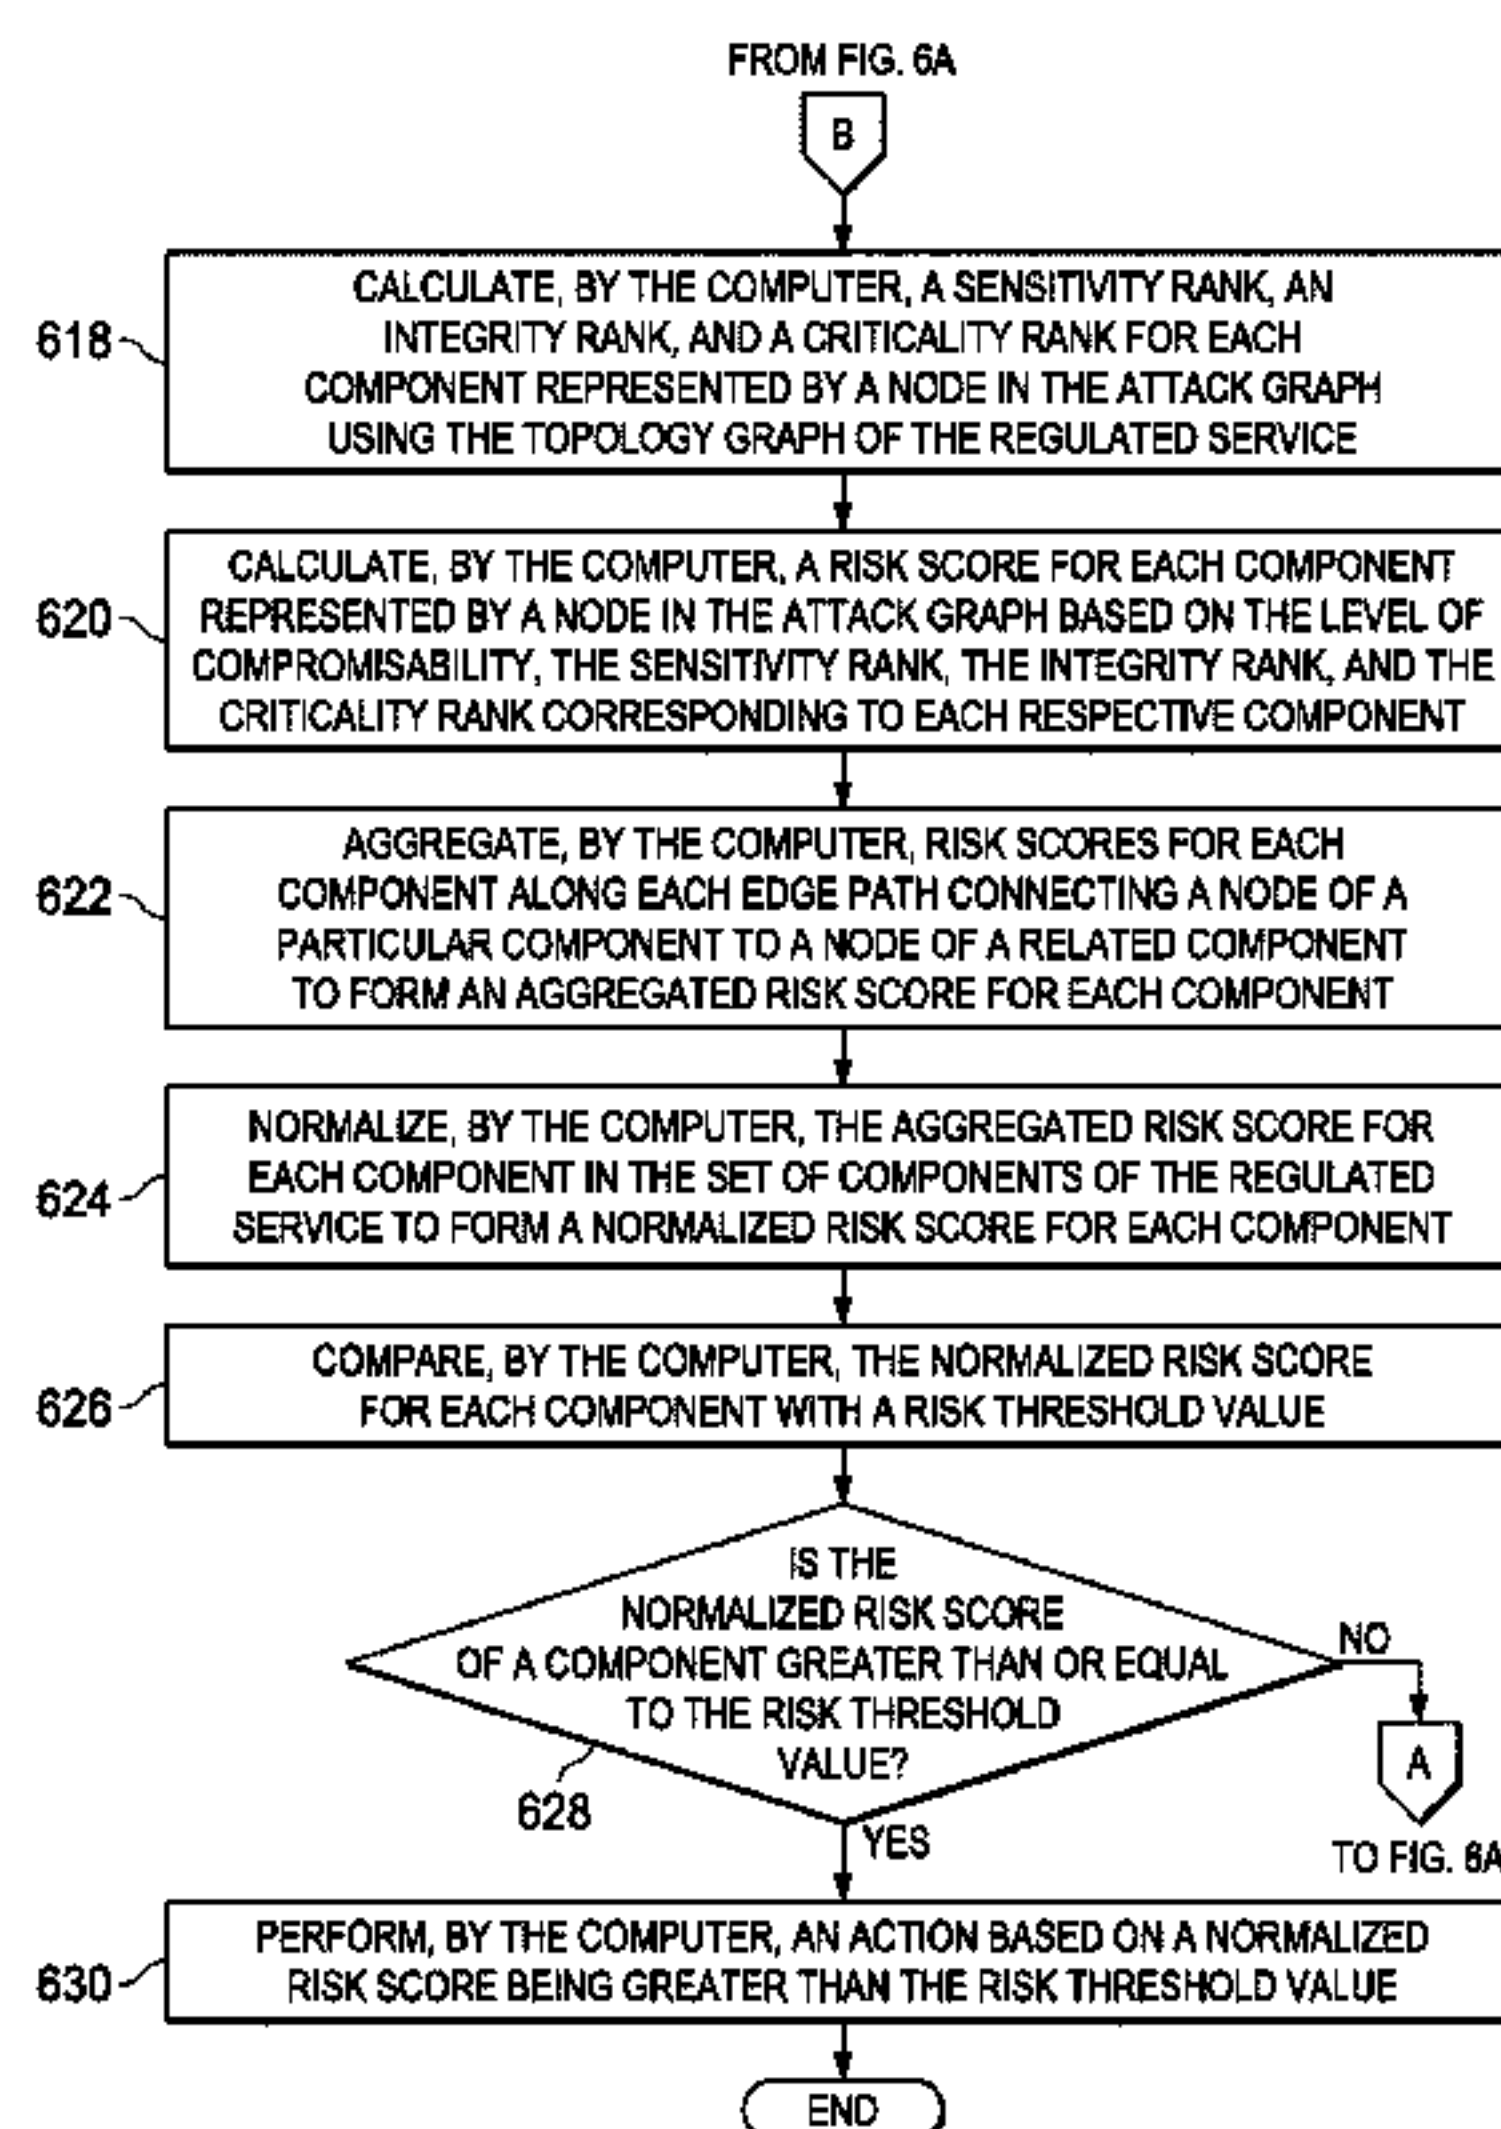 FROM FIG. 6A
B
CALCULATE, BY THE COMPUTER, A SENSITIVITY RANK, AN
INTEGRITY RANK, AND A CRITICALITY RANK FOR EACH
COMPONENT REPRESENTED BY A NODE IN THE ATTACK GRAPH
USING THE TOPOLOGY GRAPH OF THE REGULATED SERVICE
618
CALCULATE, BY THE COMPUTER, A RISK SCORE FOR EACH COMPONENT
REPRESENTED BY A NODE IN THE ATTACK GRAPH BASED ON THE LEVEL OF
COMPROMISABILITY, THE SENSITIVITY RANK, THE INTEGRITY RANK, AND THE
CRITICALITY RANK CORRESPONDING TO EACH RESPECTIVE COMPONENT
620
AGGREGATE, BY THE COMPUTER, RISK SCORES FOR EACH
COMPONENT ALONG EACH EDGE PATH CONNECTING A NODE OF A
PARTICULAR COMPONENT TO A NODE OF A RELATED COMPONENT
TO FORM AN AGGREGATED RISK SCORE FOR EACH COMPONENT
622
NORMALIZE, BY THE COMPUTER, THE AGGREGATED RISK SCORE FOR
EACH COMPONENT IN THE SET OF COMPONENTS OF THE REGULATED
SERVICE TO FORM A NORMALIZED RISK SCORE FOR EACH COMPONENT
624
COMPARE, BY THE COMPUTER, THE NORMALIZED RISK SCORE
FOR EACH COMPONENT WITH A RISK THRESHOLD VALUE
626
IS THE
NORMALIZED RISK SCORE
OF A COMPONENT GREATER THAN OR EQUAL
TO THE RISK THRESHOLD
VALUE?
628
NO
A
TO FIG. 6A
YES
PERFORM, BY THE COMPUTER, AN ACTION BASED ON A NORMALIZED
RISK SCORE BEING GREATER THAN THE RISK THRESHOLD VALUE
630
END